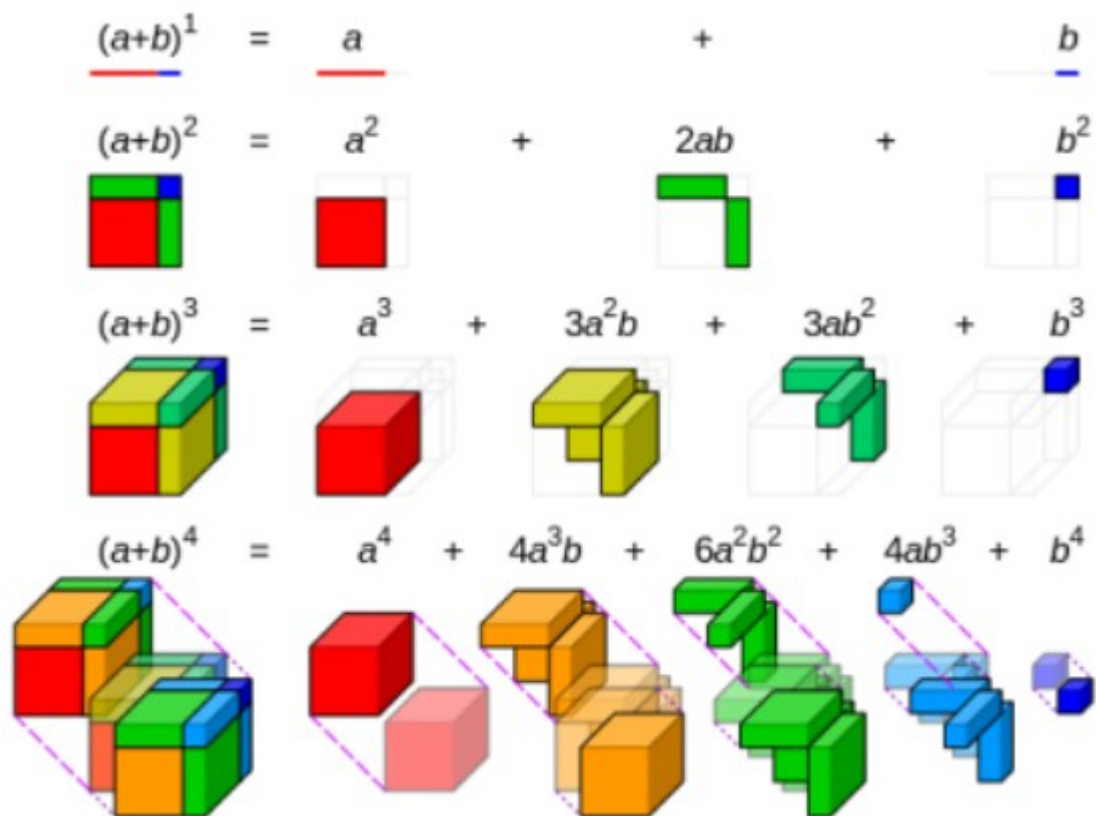 (a+b)¹ = a + b
(a+b)² = a² + 2ab + b²
(a+b)³ = a³ + 3a²b + 3ab² + b³
(a+b)⁴ = a⁴ + 4a³b + 6a²b² + 4ab³ + b⁴